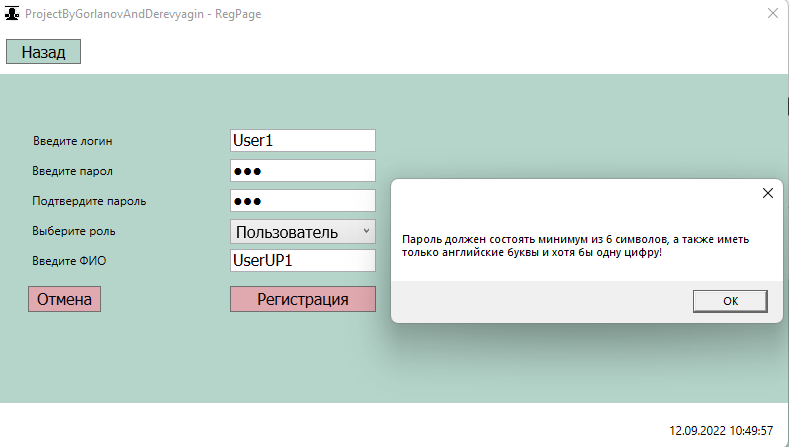 ProjectByGorlanovAndDerevyagin - RegPage
Назад
Введите логин
User1
Введите парол
●●●
Подтвердите пароль
●●●
Выберите роль
Пользователь
Введите ФИО
UserUP1
Отмена
Регистрация
Пароль должен состоять минимум из 6 символов, а также иметь
только английские буквы и хотя бы одну цифру!
OK
12.09.2022 10:49:57